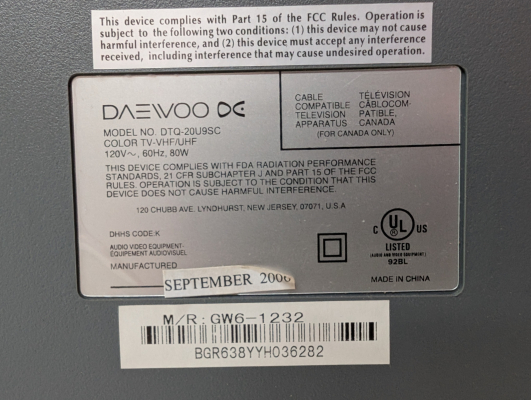 This device complies with Part 15 of the FCC Rules. Operation is
subject to the following two conditions: (1) this device may not cause
harmful interference, and (2) this device must accept any interference
received, including interference that may cause undesired operation.
DAEWOO
MODEL NO. DTQ-20U9SC
COLOR TV-VHF/UHF
120V~, 60Hz, 80W
CABLE TÉLÉVISION
COMPATIBLE CÂBLOCOM-
TELEVISION PATIBLE,
APPARATUS CANADA
(FOR CANADA ONLY)
THIS DEVICE COMPLIES WITH FDA RADIATION PERFORMANCE
STANDARDS, 21 CFR SUBCHAPTER J AND PART 15 OF THE FCC
RULES. OPERATION IS SUBJECT TO THE CONDITION THAT THIS
DEVICE DOES NOT CAUSE HARMFUL INTERFERENCE.
120 CHUBB AVE. LYNDHURST, NEW JERSEY, 07071, U.S.A
DHHS CODE:K
AUDIO VIDEO EQUIPMENT-
ÉQUIPEMENT AUDIOVISUEL
MANUFACTURED
SEPTEMBER 2006
C UL US
LISTED
(AUDIO AND VIDEO EQUIPMENT)
92BL
MADE IN CHINA
M/R:GW6-1232
BGR638YYH036282